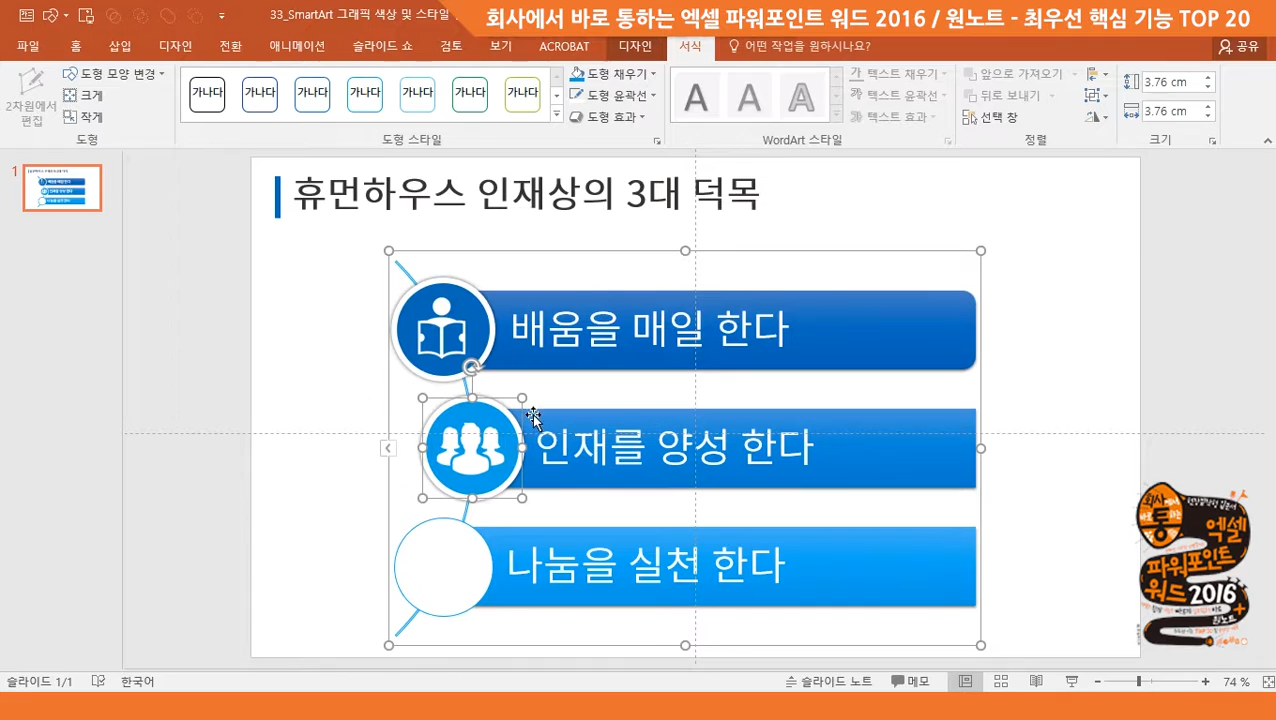 33_SmartArt 그래픽 색상 및 스타일
회사에서 바로 통하는 엑셀 파워포인트 워드 2016 / 원노트 - 최우선 핵심 기능 TOP 20
파일 홈 삽입 디자인 전환 애니메이션 슬라이드 쇼 검토 보기 ACROBAT 디자인 서식 어떤 작업을 원하시나요? 공유
2차원에서 편집
도형 모양 변경
크게
작게
도형
가나다 가나다 가나다 가나다 가나다 가나다 가나다
도형 채우기
도형 윤곽선
도형 효과
도형 스타일
A A A
텍스트 채우기
텍스트 윤곽선
텍스트 효과
WordArt 스타일
앞으로 가져오기
뒤로 보내기
선택 창
정렬
3.76 cm
3.76 cm
크기
1
휴먼하우스 인재상의 3대 덕목
배움을 매일 한다
인재를 양성 한다
나눔을 실천 한다
회사에서
바로
통
하는
엑셀
파워포인트
워드 2016
원노트
슬라이드 1/1 한국어 슬라이드 노트 메모 74 %